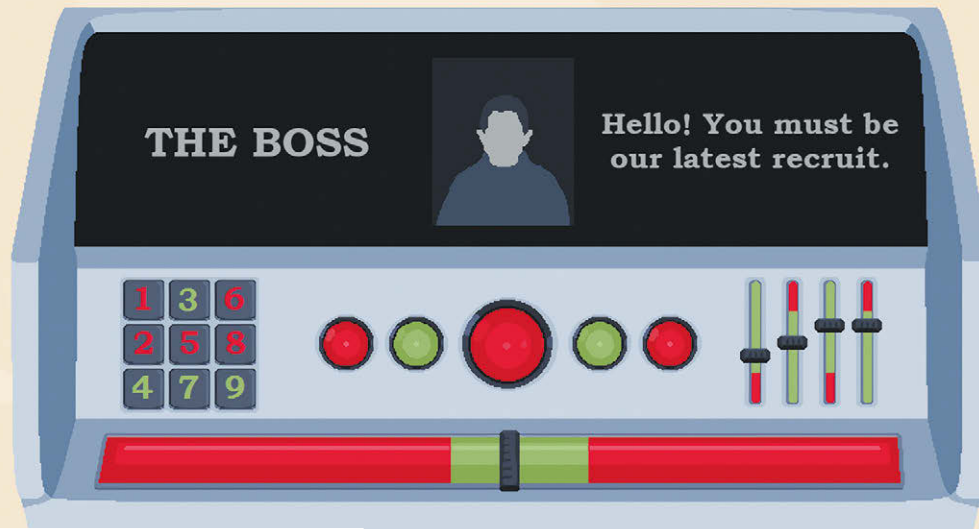 THE BOSS
Hello! You must be
our latest recruit.
1 3 6
2 5 8
4 7 9